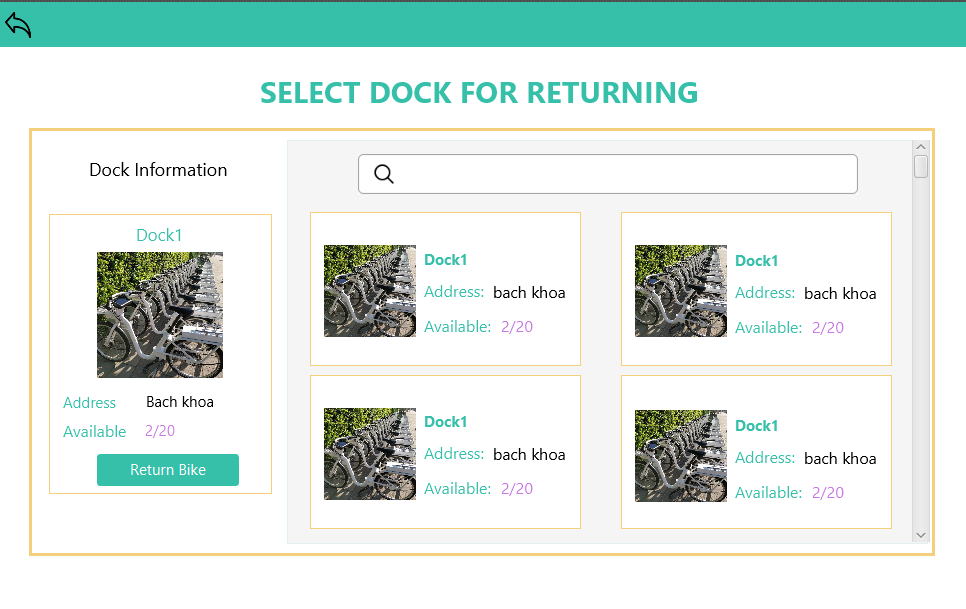 SELECT DOCK FOR RETURNING
Dock Information
Dock1
Address Bach khoa
Available 2/20
Return Bike
Dock1
Address: bach khoa
Available: 2/20
Dock1
Address: bach khoa
Available: 2/20
Dock1
Address: bach khoa
Available: 2/20
Dock1
Address: bach khoa
Available: 2/20